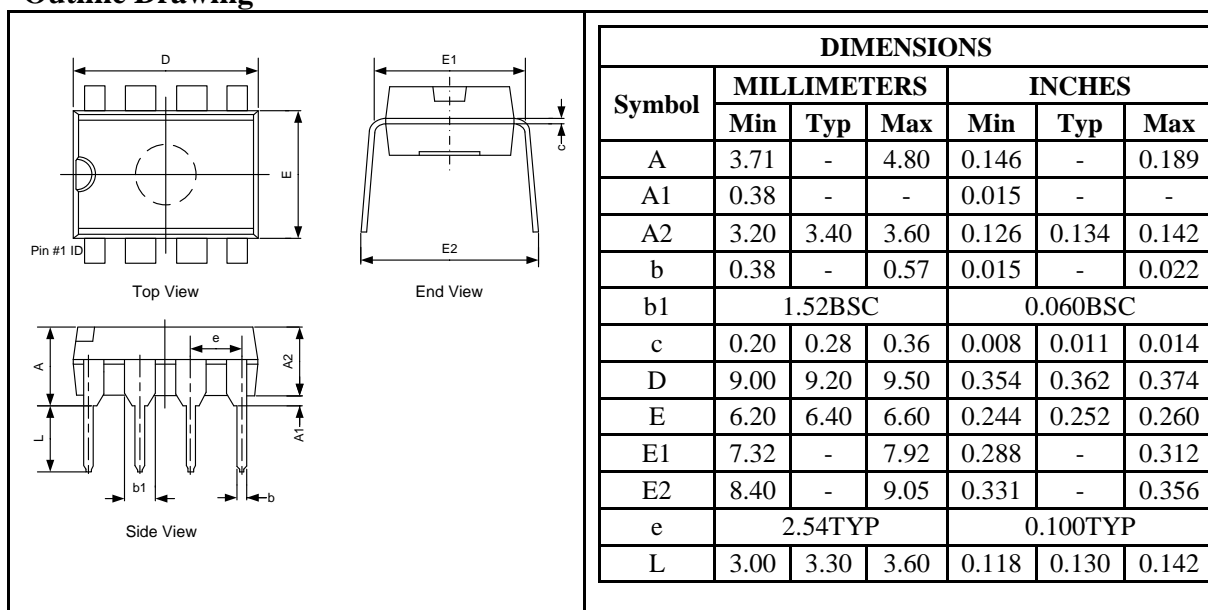 D
E
Pin #1 ID
Top View
E1
c
E2
End View
A
e
A2
L
A1
b1
b
Side View
DIMENSIONS
Symbol MILLIMETERS INCHES
Min Typ Max Min Typ Max
A 3.71 - 4.80 0.146 - 0.189
A1 0.38 - - 0.015 - -
A2 3.20 3.40 3.60 0.126 0.134 0.142
b 0.38 - 0.57 0.015 - 0.022
b1 1.52BSC 0.060BSC
c 0.20 0.28 0.36 0.008 0.011 0.014
D 9.00 9.20 9.50 0.354 0.362 0.374
E 6.20 6.40 6.60 0.244 0.252 0.260
E1 7.32 - 7.92 0.288 - 0.312
E2 8.40 - 9.05 0.331 - 0.356
e 2.54TYP 0.100TYP
L 3.00 3.30 3.60 0.118 0.130 0.142